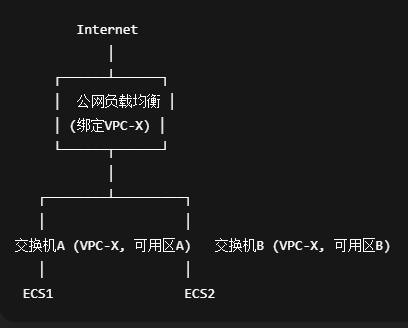 Internet
公网负载均衡
(绑定VPC-X)
交换机A (VPC-X, 可用区A) 交换机B (VPC-X, 可用区B)
ECS1 ECS2